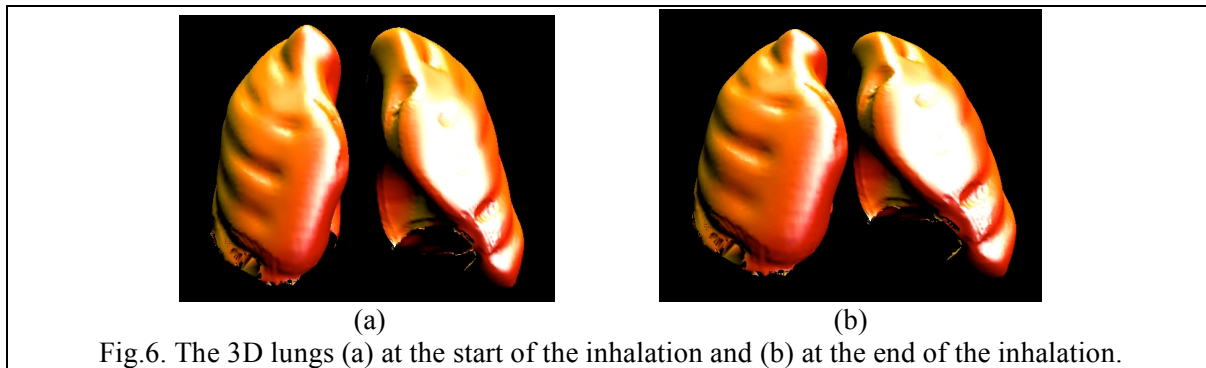 (a) (b)
Fig.6. The 3D lungs (a) at the start of the inhalation and (b) at the end of the inhalation.